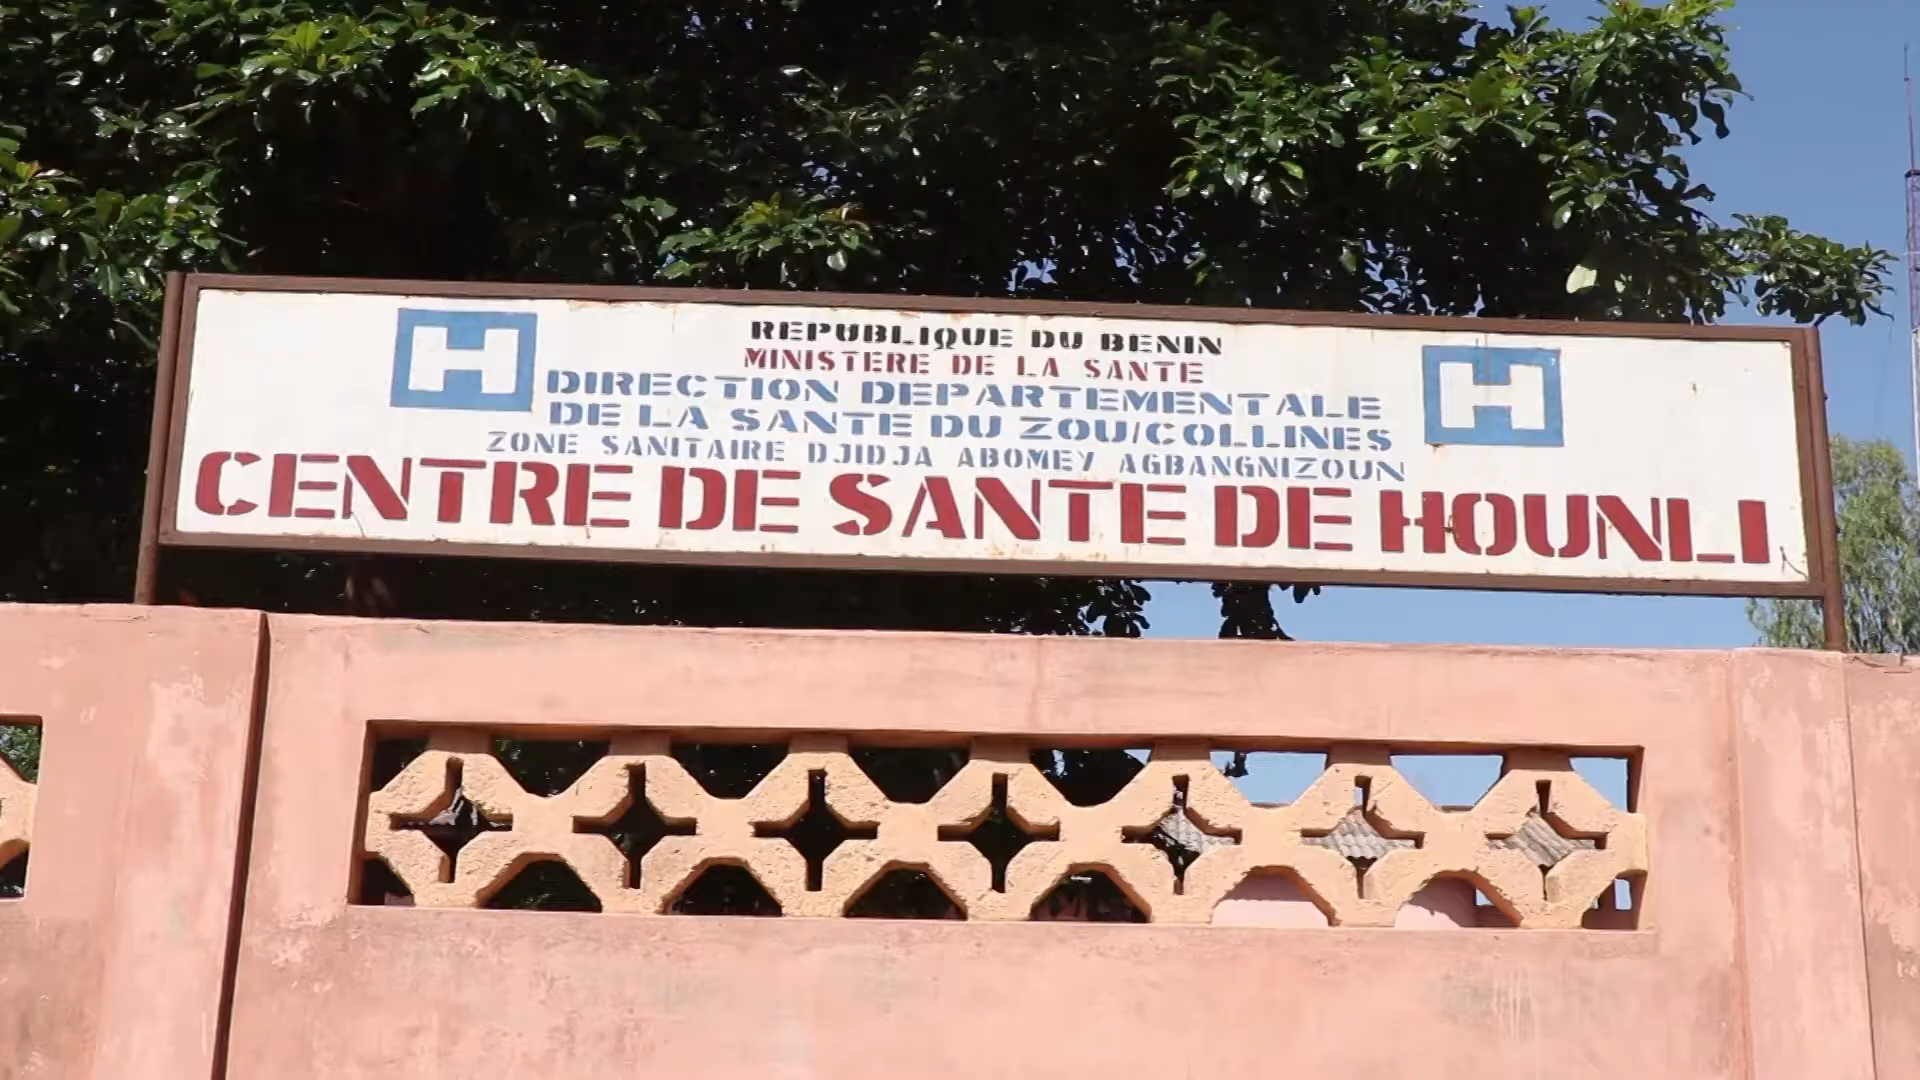 H
REPUBLIQUE DU BENIN
MINISTERE DE LA SANTE
DIRECTION DEPARTEMENTALE
DE LA SANTE DU ZOU/COLLINES
ZONE SANITAIRE DJIDJA ABOMEY AGBANGNIZOUN
CENTRE DE SANTE DE HOUNLI
H